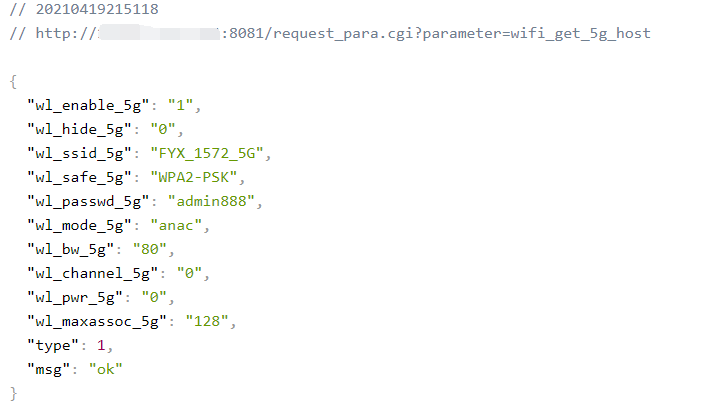 // 20210419215118
// http://:8081/request_para.cgi?parameter=wifi_get_5g_host
{
"wl_enable_5g": "1",
"wl_hide_5g": "0",
"wl_ssid_5g": "FYX_1572_5G",
"wl_safe_5g": "WPA2-PSK",
"wl_passwd_5g": "admin888",
"wl_mode_5g": "anac",
"wl_bw_5g": "80",
"wl_channel_5g": "0",
"wl_pwr_5g": "0",
"wl_maxassoc_5g": "128",
"type": 1,
"msg": "ok"
}